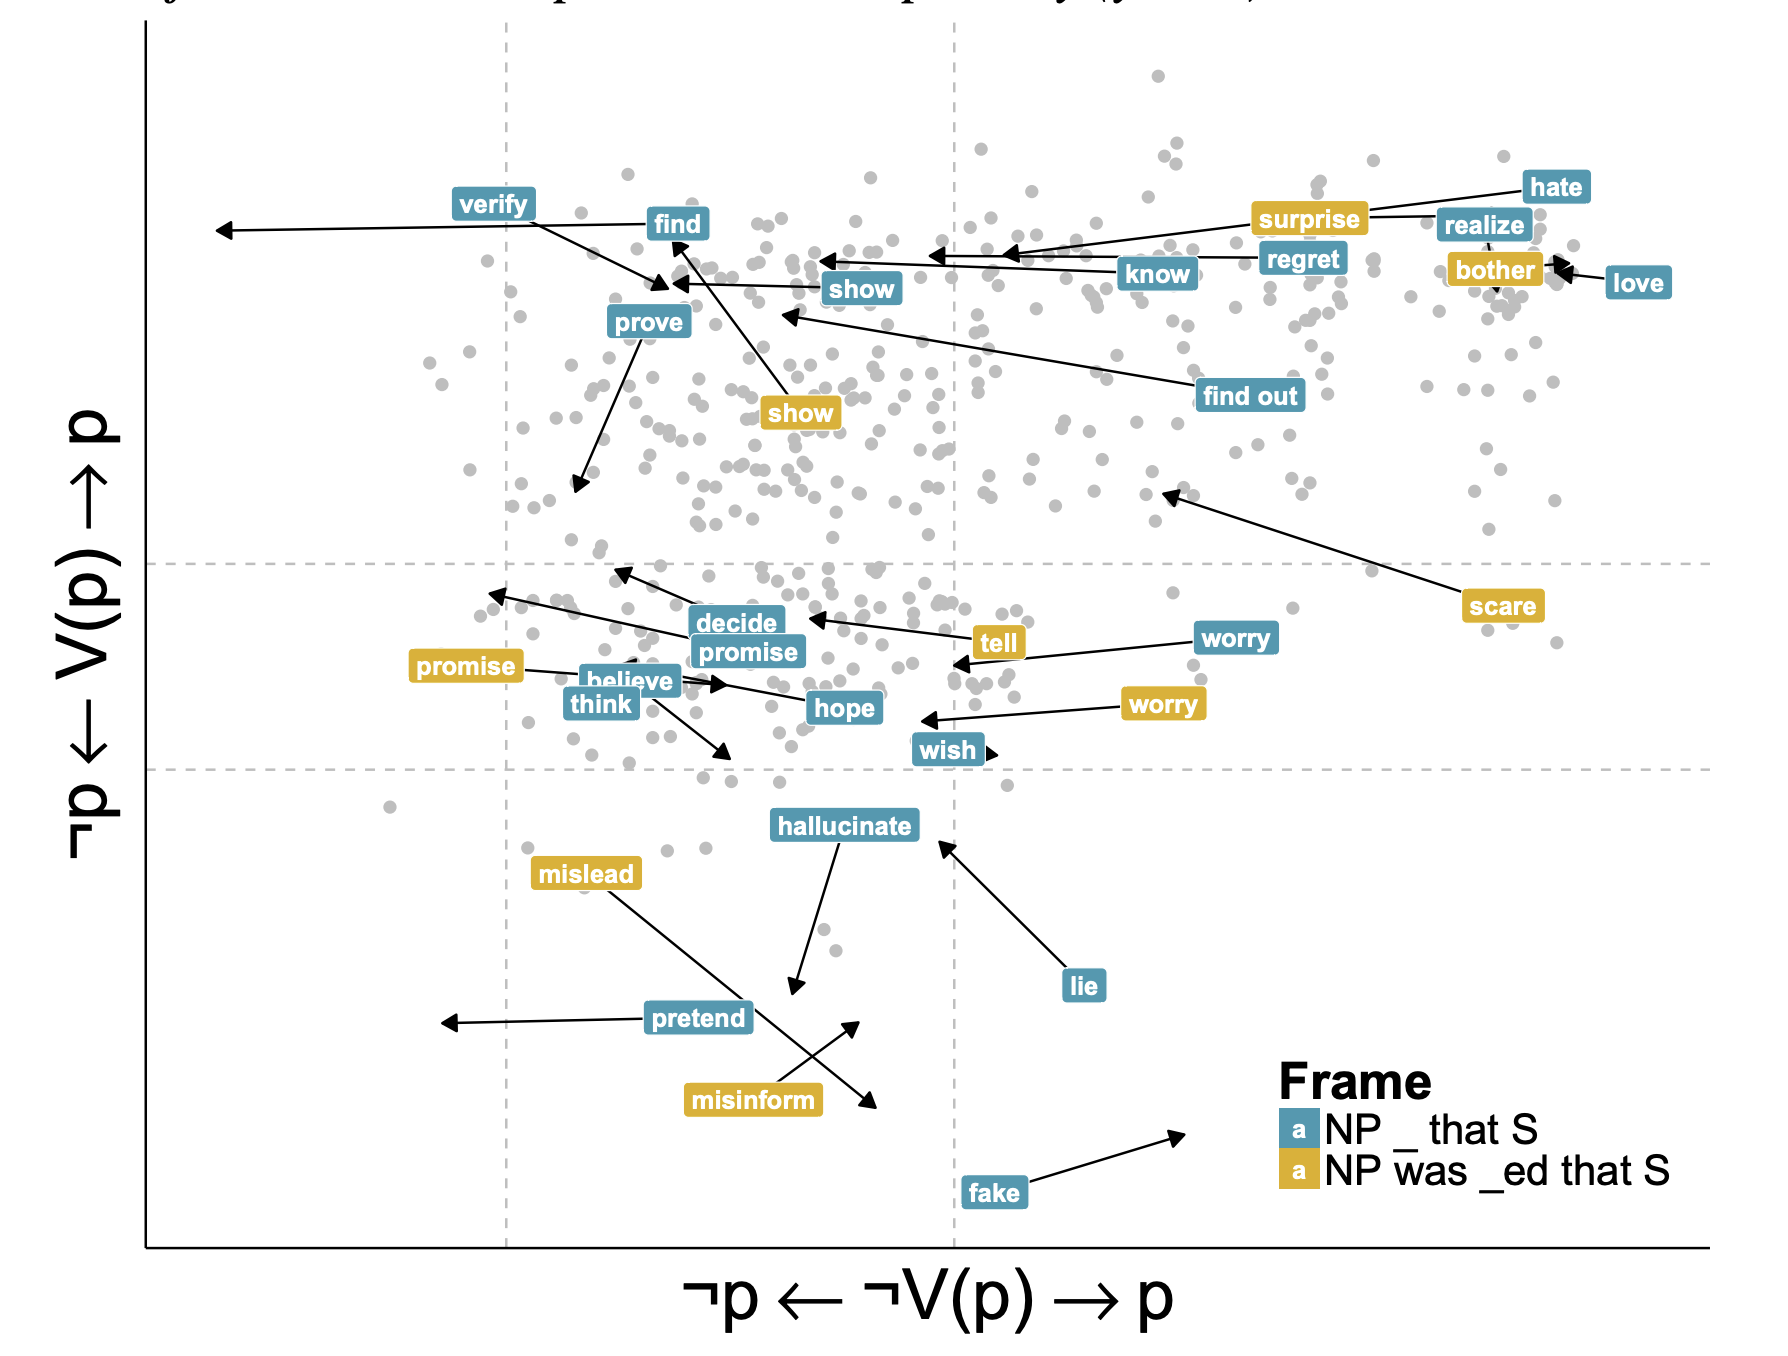 verify
find
surprise
hate
realize
regret
bother
love
know
show
prove
find out
show
scare
decide
promise
tell
worry
promise
believe
think
hope
worry
wish
hallucinate
mislead
lie
pretend
misinform
fake
Frame
a NP _ that S
a NP was _ed that S
¬p ← V(p) → p
¬p ← ¬V(p) → p